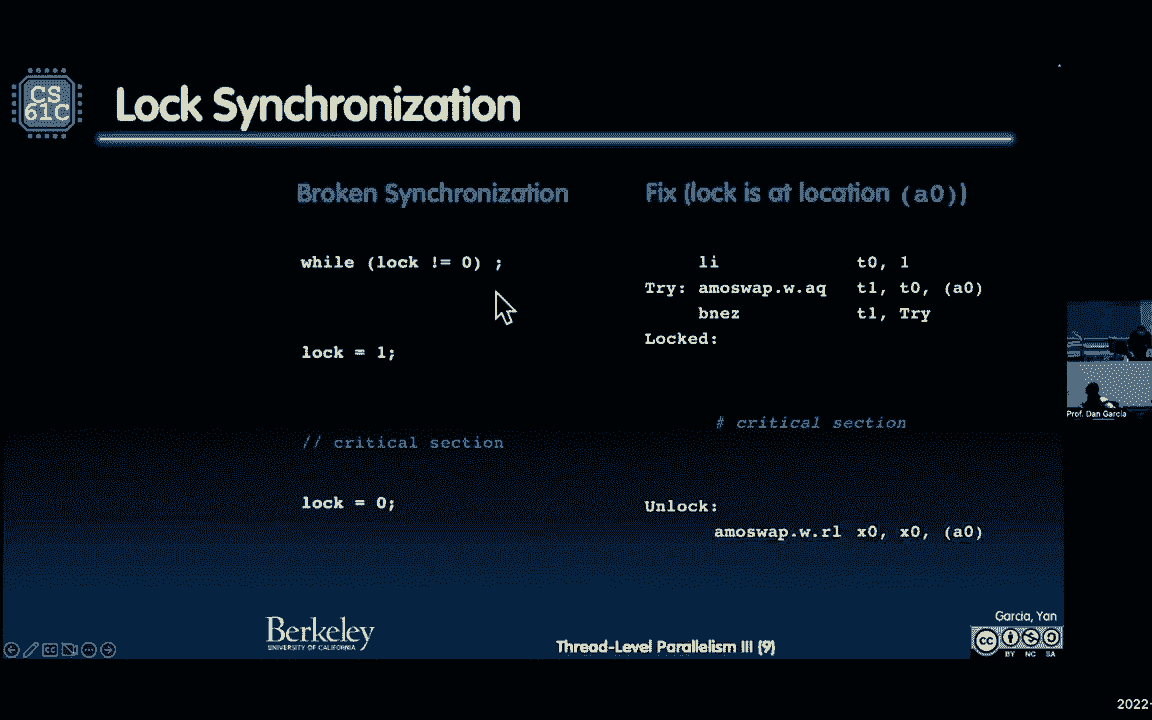 CS
61C
Lock Synchronization
Broken Synchronization
while (lock != 0) ;
lock = 1;
// critical section
lock = 0;
Fix (lock is at location (a0))
li t0, 1
Try: amoswap.w.aq t1, t0, (a0)
bnez t1, Try
Locked:
# critical section
Unlock:
amoswap.w.rl x0, x0, (a0)
Prof. Dan Garcia
Berkeley
UNIVERSITY OF CALIFORNIA
Thread-Level Parallelism III (9)
Garcia, Yan
CC
BY NC SA
2022-